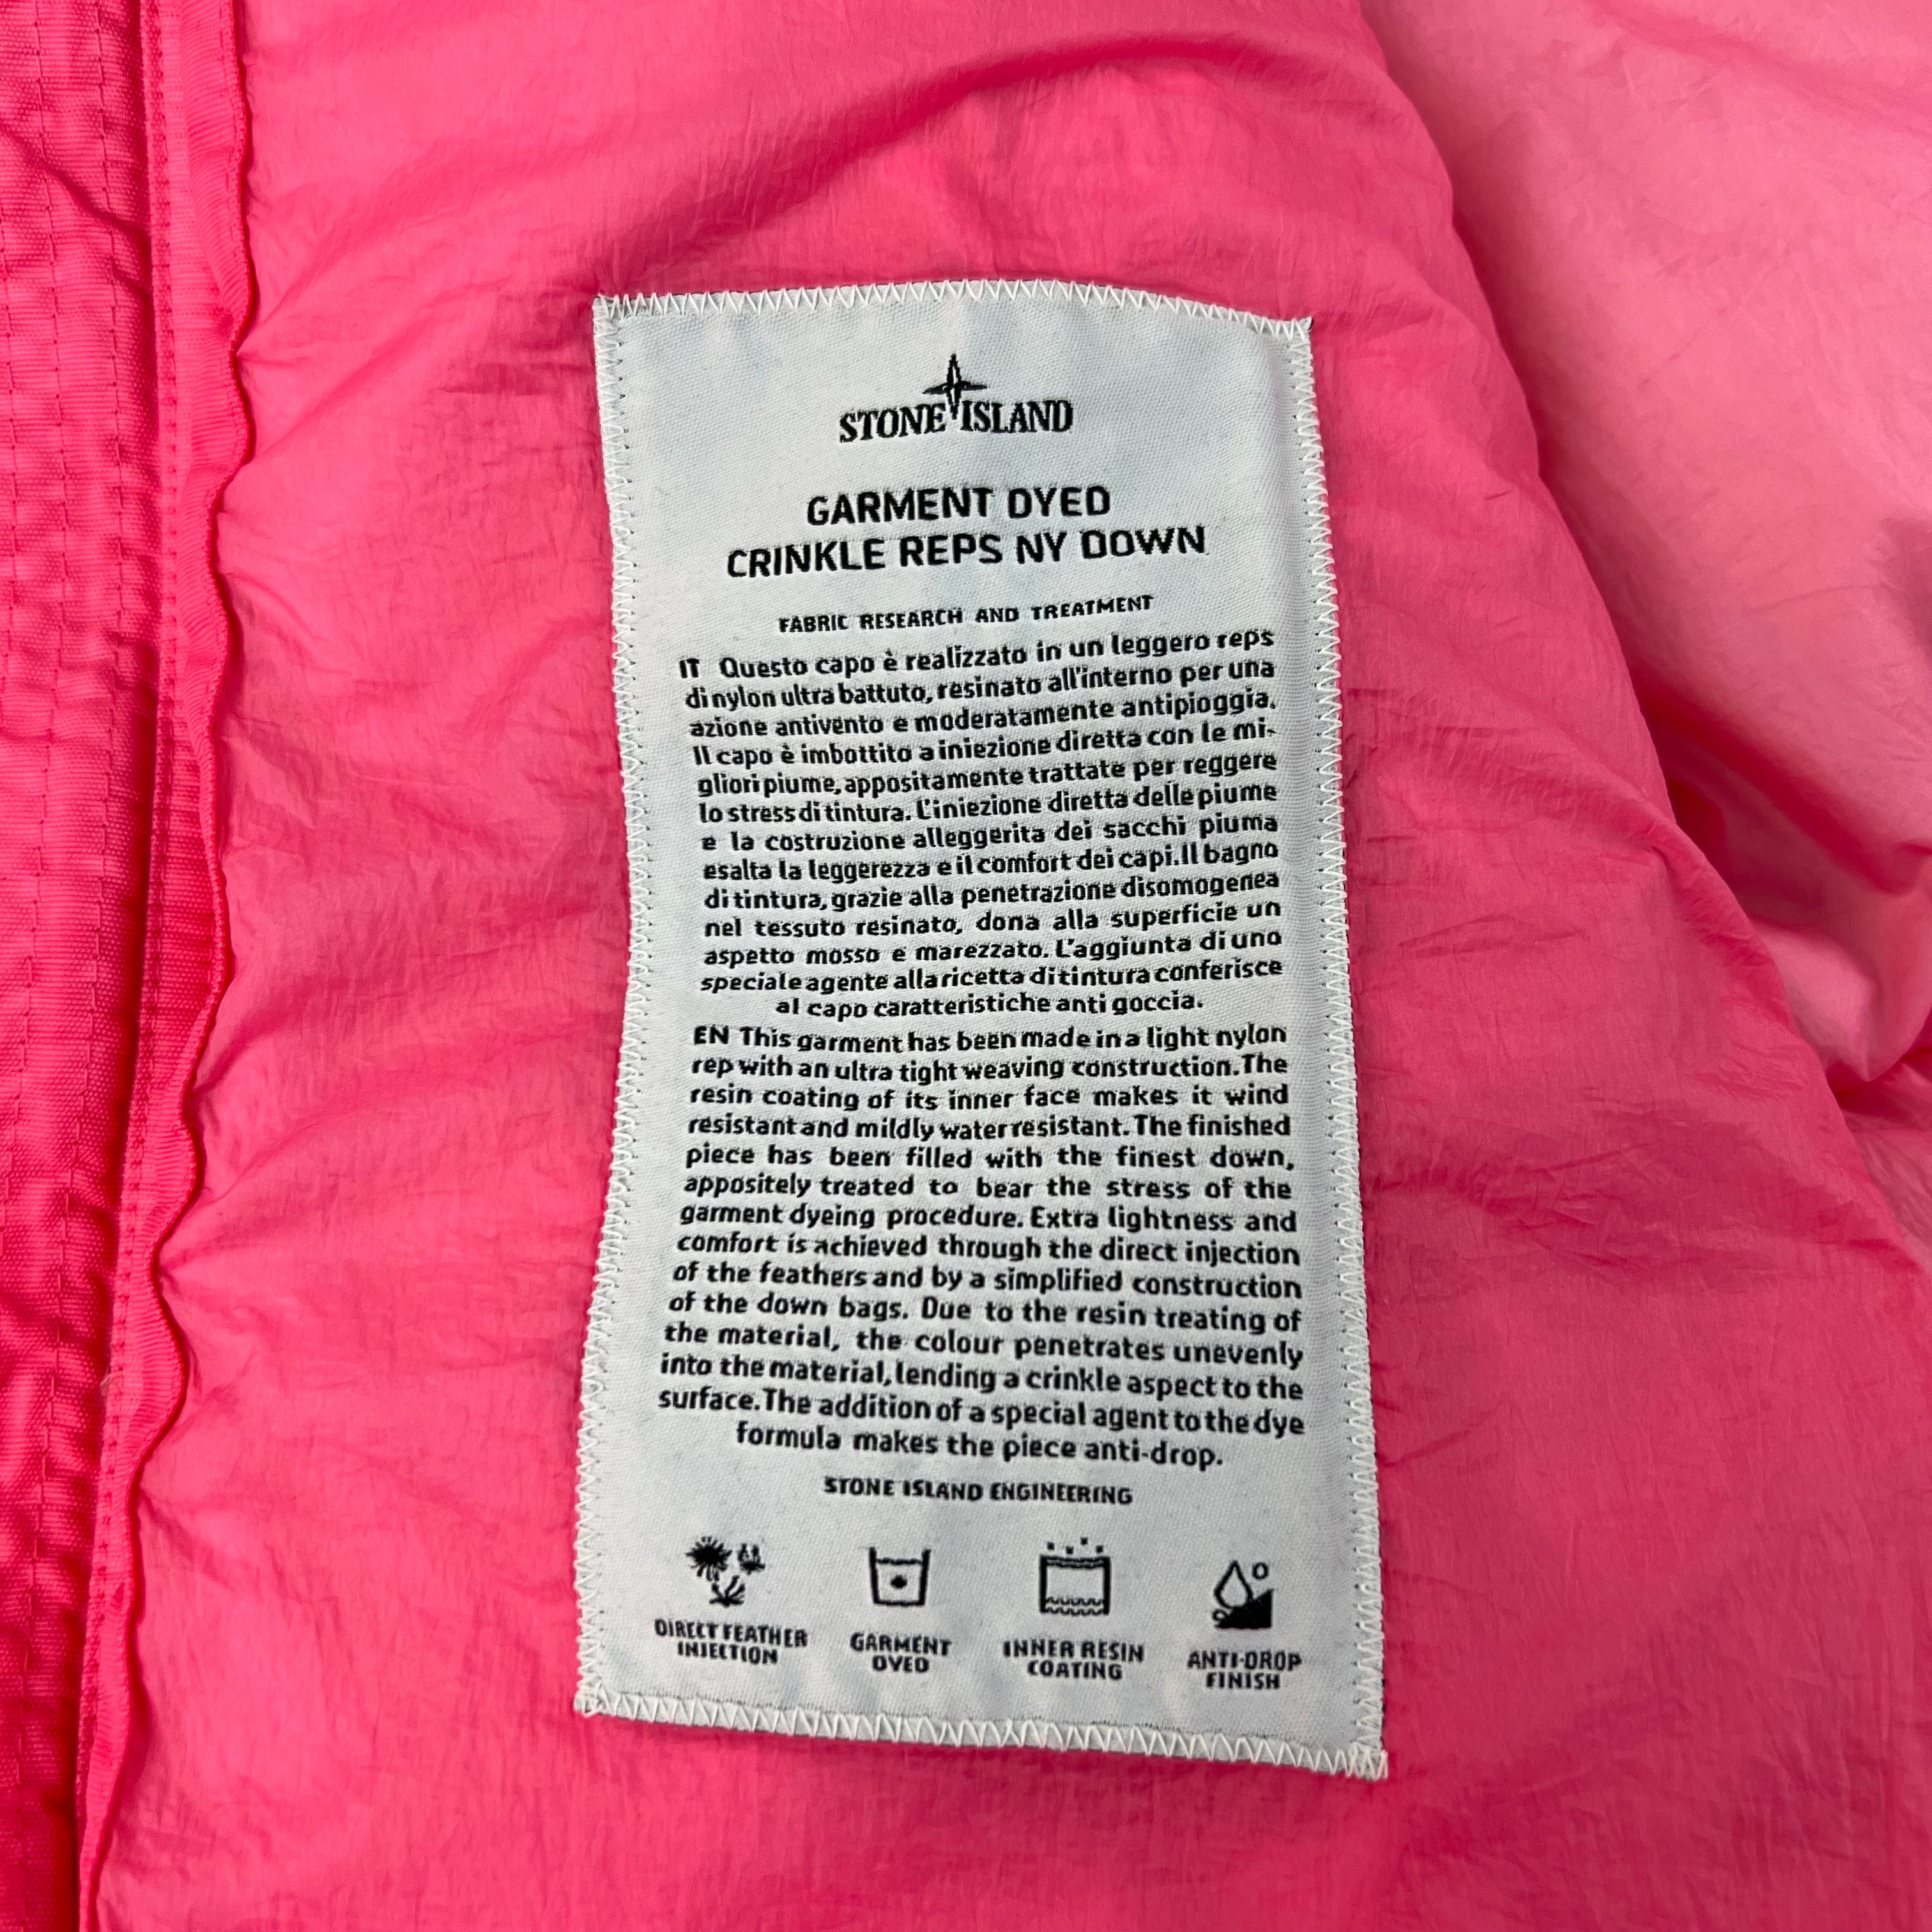 STONE ISLAND
GARMENT DYED
CRINKLE REPS NY DOWN
FABRIC RESEARCH AND TREATMENT
IT Questo capo è realizzato in un leggero reps
di nylon ultra battuto, resinato all'interno per una
azione antivento e moderatamente antipioggia.
Il capo è imbottito a iniezione diretta con le mi-
gliori piume, appositamente trattate per reggere
lo stress di tintura. L'iniezione diretta delle piume
e la costruzione alleggerita dei sacchi piuma
esalta la leggerezza e il comfort dei capi. Il bagno
di tintura, grazie alla penetrazione disomogenea
nel tessuto resinato, dona alla superficie un
aspetto mosso e marezzato. L'aggiunta di uno
speciale agente alla ricetta di tintura conferisce
al capo caratteristiche anti goccia.
EN This garment has been made in a light nylon
rep with an ultra tight weaving construction. The
resin coating of its inner face makes it wind
resistant and mildly water resistant. The finished
piece has been filled with the finest down,
appositely treated to bear the stress of the
garment dyeing procedure. Extra lightness and
comfort is achieved through the direct injection
of the feathers and by a simplified construction
of the down bags. Due to the resin treating of
the material, the colour penetrates unevenly
into the material, lending a crinkle aspect to the
surface. The addition of a special agent to the dye
formula makes the piece anti-drop.
STONE ISLAND ENGINEERING
DIRECT FEATHER INJECTION
GARMENT DYED
INNER RESIN COATING
ANTI-DROP FINISH